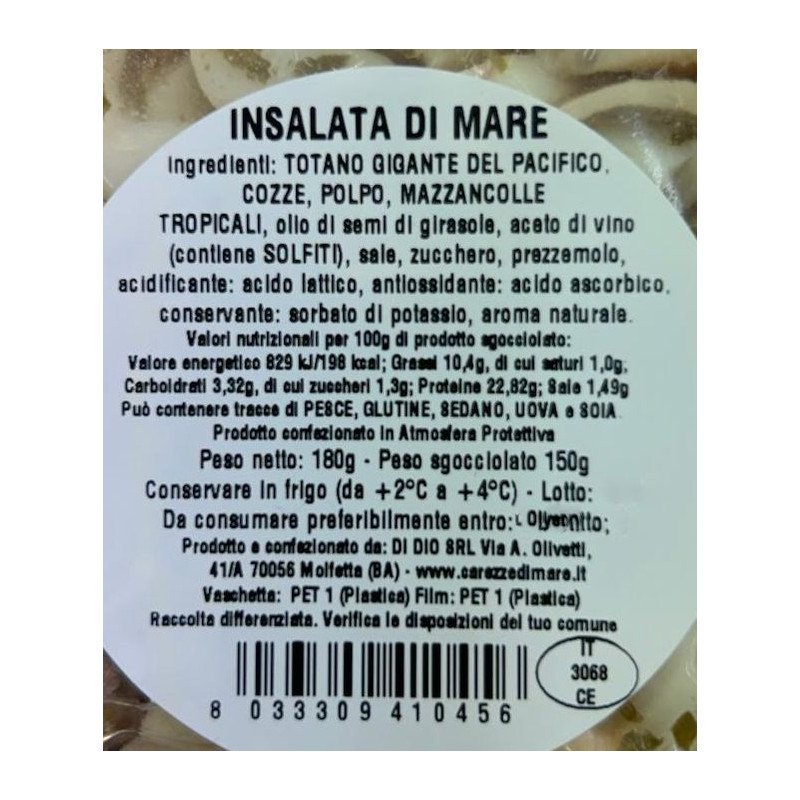 INSALATA DI MARE
Ingredienti: TOTANO GIGANTE DEL PACIFICO,
COZZE, POLPO, MAZZANCOLLE
TROPICALI, olio di semi di girasole, aceto di vino
(contiene SOLFITI), sale, zucchero, prezzemolo,
acidificante: acido lattico, antiossidante: acido ascorbico,
conservante: sorbato di potassio, aroma naturale.
Valori nutrizionali per 100g di prodotto sgocciolato:
Valore energetico 829 kJ/198 kcal; Grassi 10,4g, di cui saturi 1,0g;
Carboidrati 3,32g, di cui zuccheri 1,3g; Proteine 22,82g; Sale 1,49g
Può contenere tracce di PESCE, GLUTINE, SEDANO, UOVA e SOIA.
Prodotto confezionato in Atmosfera Protettiva
Peso netto: 180g - Peso sgocciolato 150g
Conservare in frigo (da +2°C a +4°C) - Lotto:
Da consumare preferibilmente entro:
Prodotto e confezionato da: DI DIO SRL Via A. Olivetti,
41/A 70056 Molfetta (BA) - www.carezzedimare.it
Vaschetta: PET 1 (Plastica) Film: PET 1 (Plastica)
Raccolta differenziata. Verifica le disposizioni del tuo comune
IT
3068
CE
8 033309 410456